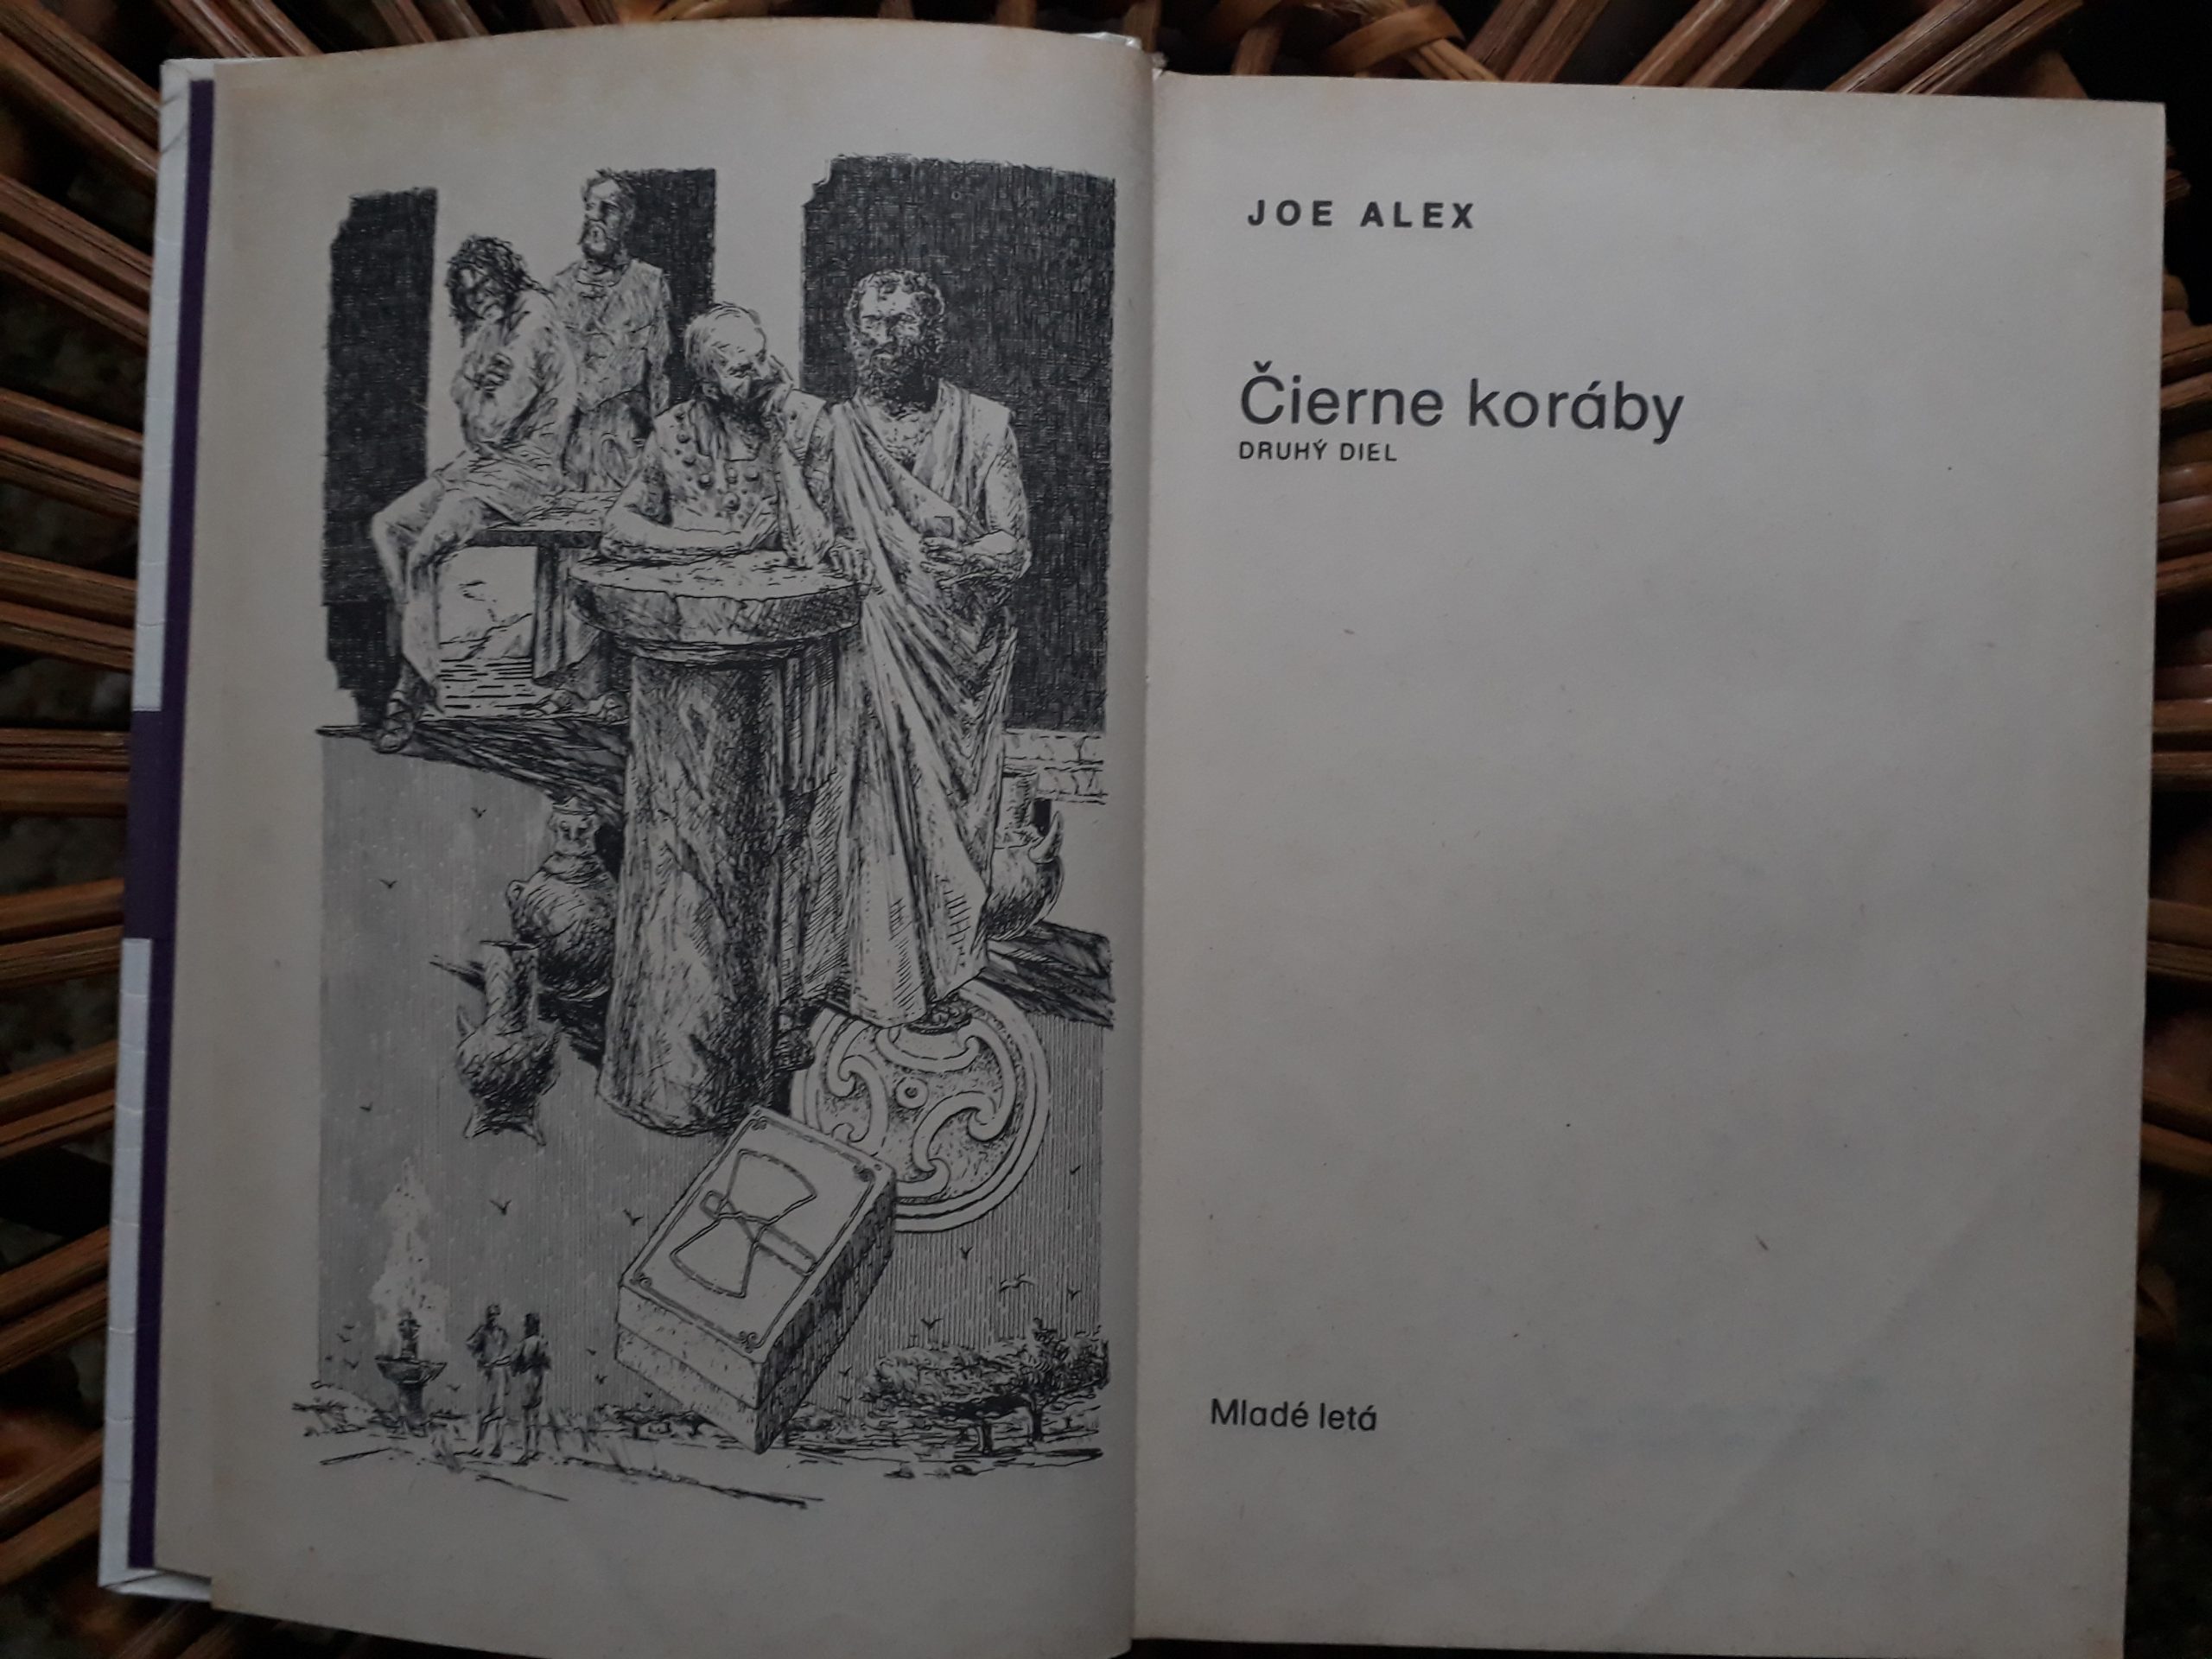 JOE ALEX
Čierne koráby
DRUHÝ DIEL
Mladé letá